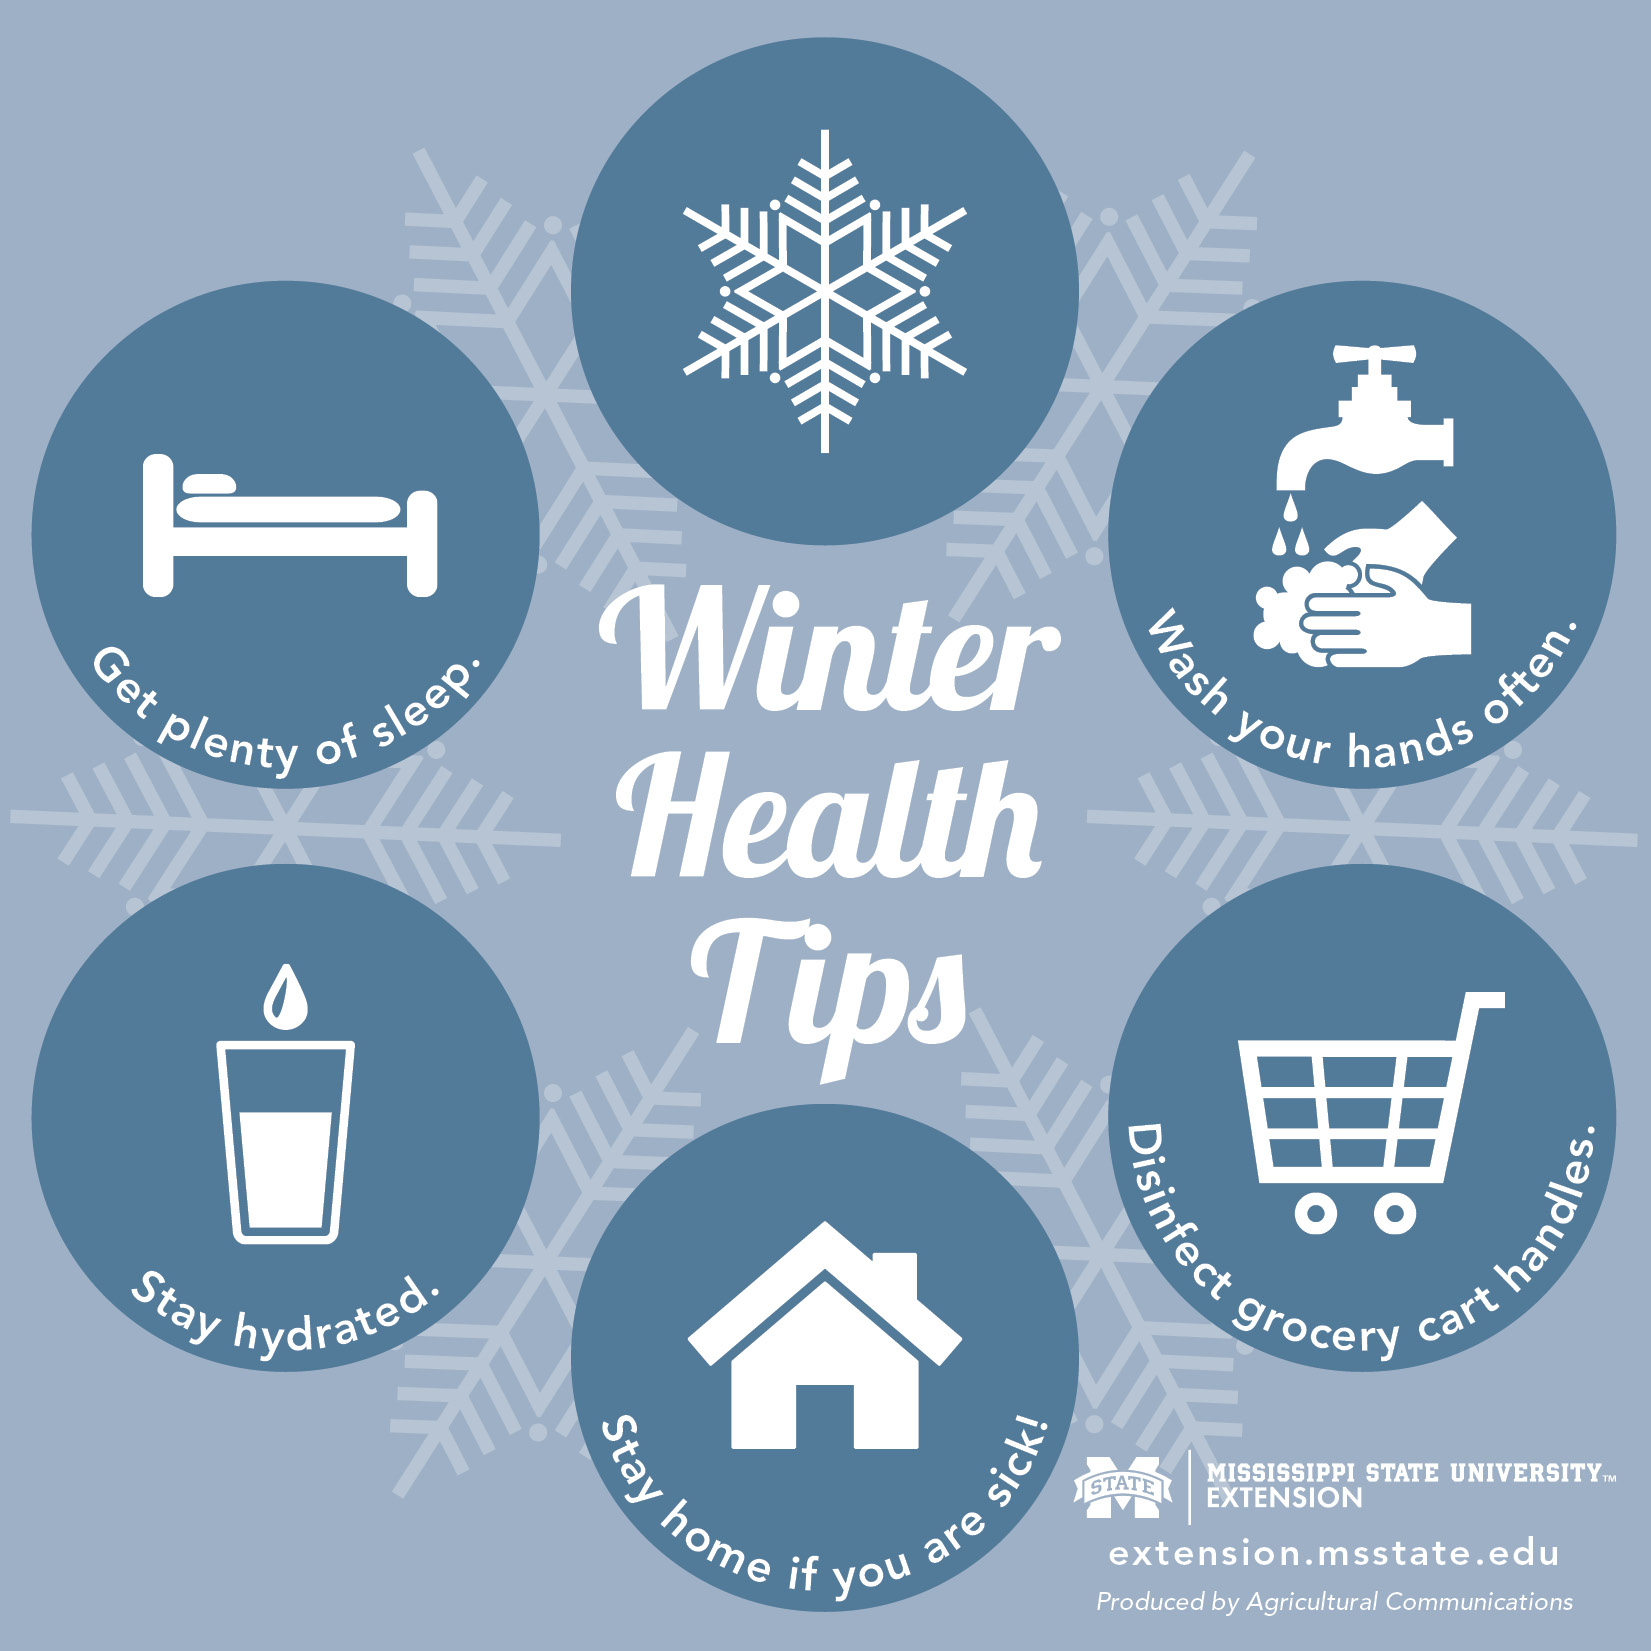 Winter
Health
Tips
Wash your hands often.
Disinfect grocery cart handles.
Stay home if you are sick!
Stay hydrated.
Get plenty of sleep.
STATE
MISSISSIPPI STATE UNIVERSITY™
EXTENSION
extension.msstate.edu
Produced by Agricultural Communications